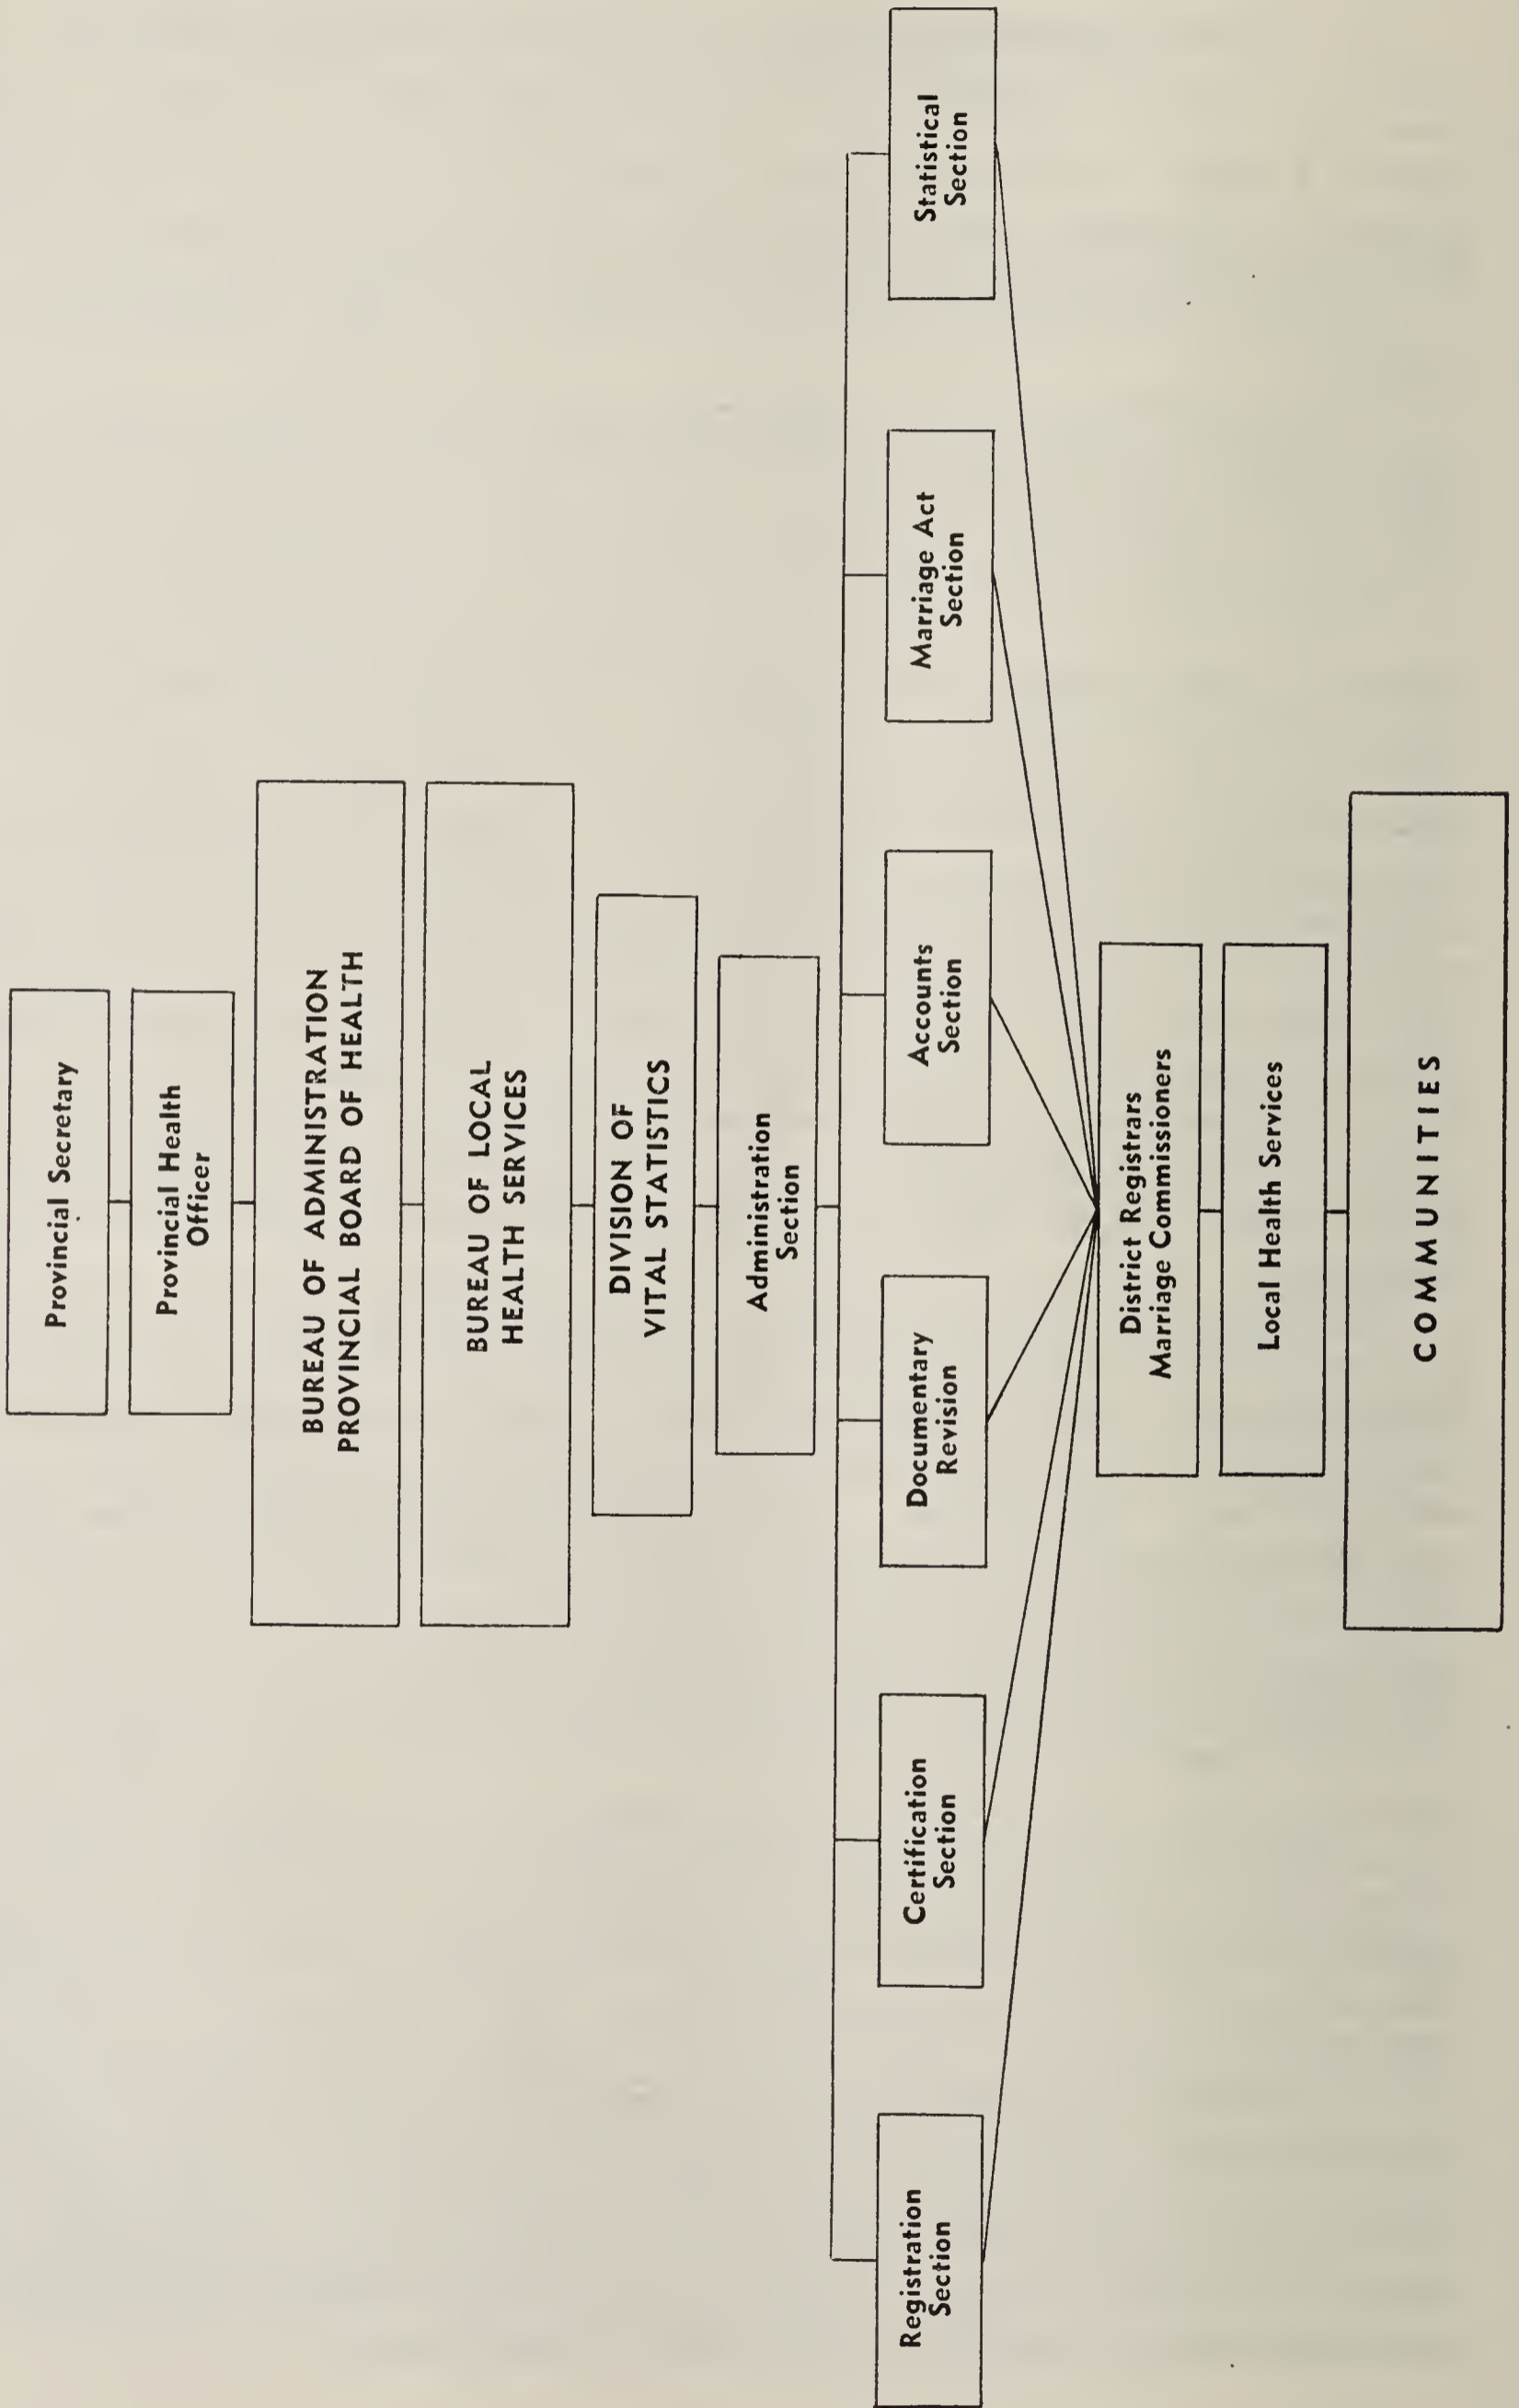 Provincial Secretary
Provincial Health
Officer
BUREAU OF ADMINISTRATION
PROVINCIAL BOARD OF HEALTH
BUREAU OF LOCAL
HEALTH SERVICES
DIVISION OF
VITAL STATISTICS
Administration
Section
Registration
Section
Certification
Section
Documentary
Revision
Accounts
Section
Marriage Act
Section
Statistical
Section
District Registrars
Marriage Commissioners
Local Health Services
COMMUNITIES